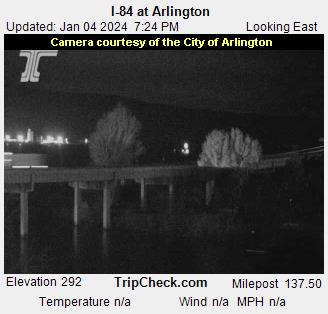 I-84 at Arlington
Updated: Jan 04 2024 7:24 PM Looking East
Camera courtesy of the City of Arlington
Elevation 292 TripCheck.com Milepost 137.50
Temperature n/a Wind n/a MPH n/a